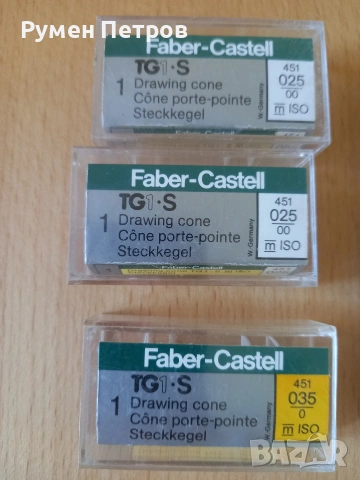 Румен Петров
Faber-Castell
TG1·S
1 Drawing cone
Cône porte-pointe
Steckkegel
W.-Germany
451
025
00
m ISO
Faber-Castell
TG1·S
1 Drawing cone
Cône porte-pointe
Steckkegel
W. Germany
451
025
00
m ISO
Faber-Castell
TG1·S
1 Drawing cone
Cône porte-pointe
Steckkegel
W. Germany
451
035
0
m ISO
BAZAR